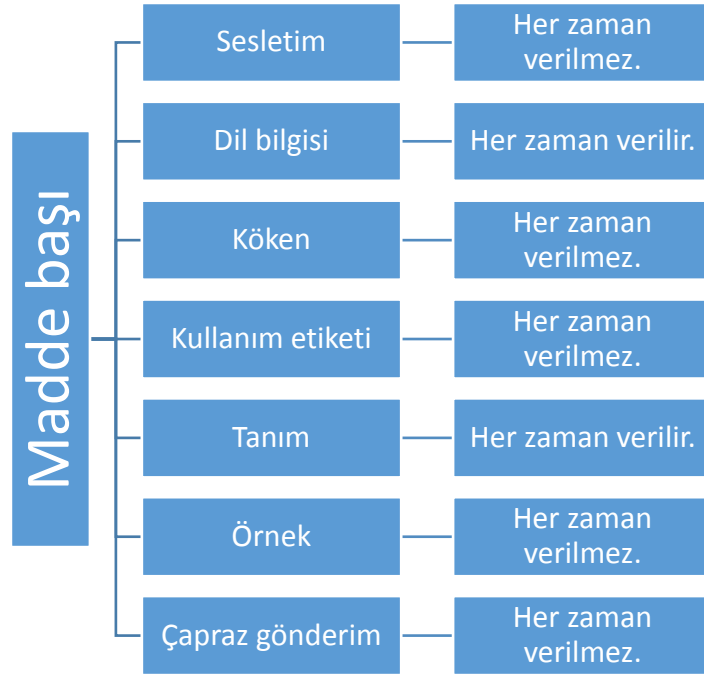 Madde başı
Sesletim
Her zaman
verilmez.
Dil bilgisi
Her zaman verilir.
Köken
Her zaman
verilmez.
Kullanım etiketi
Her zaman
verilmez.
Tanım
Her zaman verilir.
Örnek
Her zaman
verilmez.
Çapraz gönderim
Her zaman
verilmez.